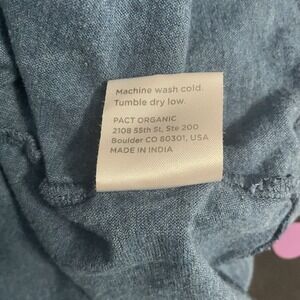 Machine wash cold.
Tumble dry low.
PACT ORGANIC
2108 55th St, Ste 200
Boulder CO 80301, USA
MADE IN INDIA